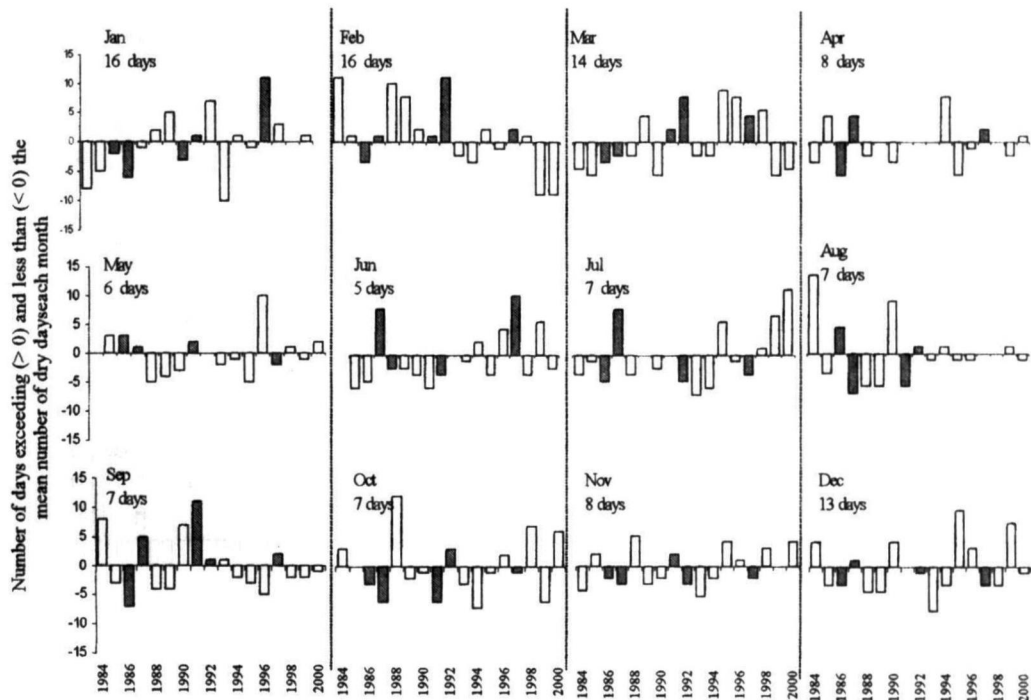 Number of days exceeding (> 0) and less than (< 0) the
mean number of dry dayseach month
Jan
16 days
15
10
5
0
-5
-10
-15
Feb
16 days
Mar
14 days
Apr
8 days
May
6 days
15
10
5
0
-5
-10
-15
Jun
5 days
Jul
7 days
Aug
7 days
Sep
7 days
15
10
5
0
-5
-10
-15
Oct
7 days
Nov
8 days
Dec
13 days
1984 1986 1988 1990 1992 1994 1996 1998 2000
1984 1986 1988 1990 1992 1994 1996 1998 2000
1984 1986 1988 1990 1992 1994 1996 1998 2000
1984 1986 1988 1990 1992 1994 1996 1998 2000